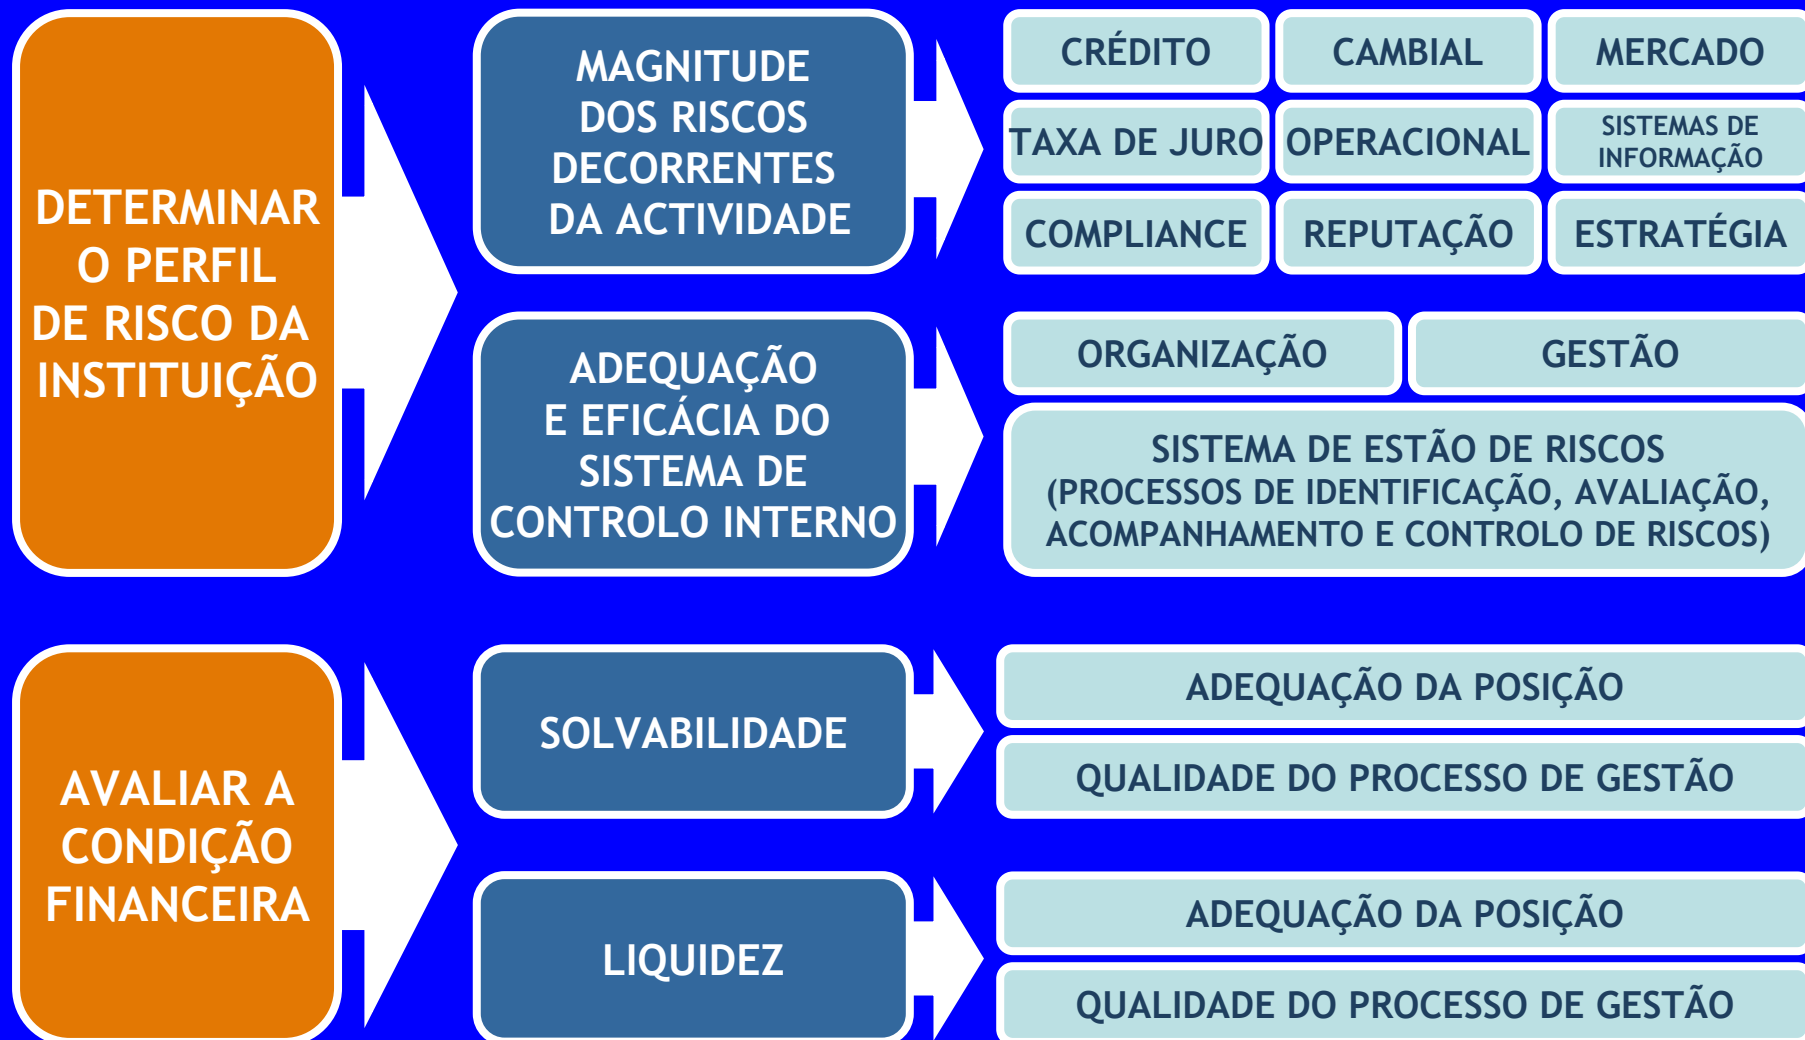 DETERMINAR
O PERFIL
DE RISCO DA
INSTITUIÇÃO
MAGNITUDE
DOS RISCOS
DECORRENTES
DA ACTIVIDADE
CRÉDITO
CAMBIAL
MERCADO
TAXA DE JURO
OPERACIONAL
SISTEMAS DE
INFORMAÇÃO
COMPLIANCE
REPUTAÇÃO
ESTRATÉGIA
ADEQUAÇÃO
E EFICÁCIA DO
SISTEMA DE
CONTROLO INTERNO
ORGANIZAÇÃO
GESTÃO
SISTEMA DE ESTÃO DE RISCOS
(PROCESSOS DE IDENTIFICAÇÃO, AVALIAÇÃO,
ACOMPANHAMENTO E CONTROLO DE RISCOS)
AVALIAR A
CONDIÇÃO
FINANCEIRA
SOLVABILIDADE
ADEQUAÇÃO DA POSIÇÃO
QUALIDADE DO PROCESSO DE GESTÃO
LIQUIDEZ
ADEQUAÇÃO DA POSIÇÃO
QUALIDADE DO PROCESSO DE GESTÃO